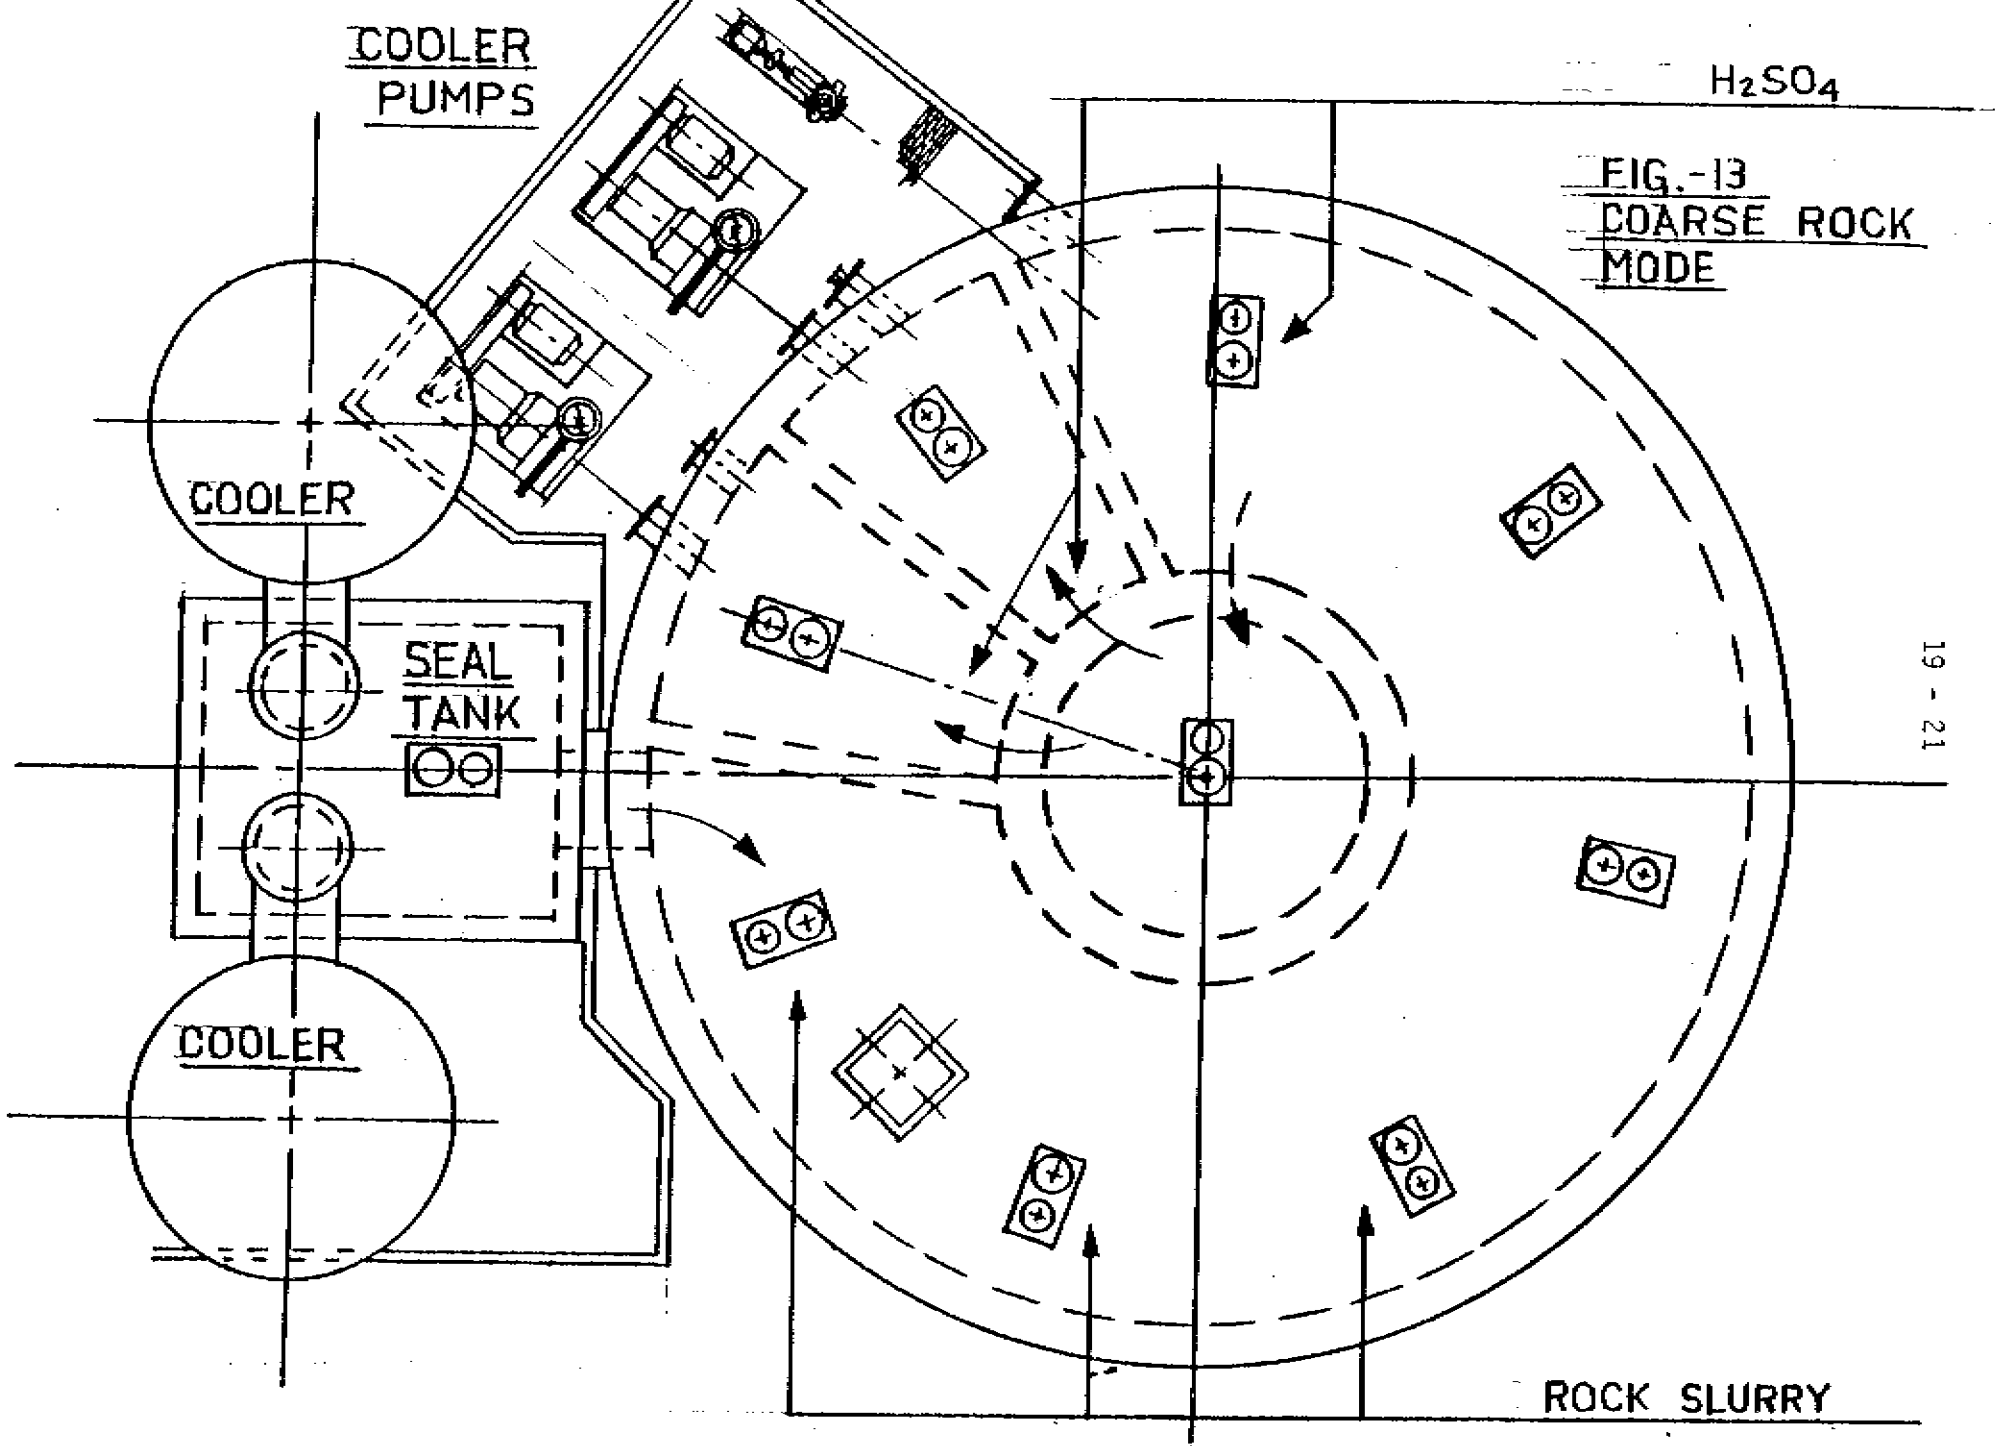 COOLER
PUMPS
H₂SO₄
FIG.-13
COARSE ROCK
MODE
COOLER
SEAL
TANK
19 - 21
COOLER
ROCK SLURRY